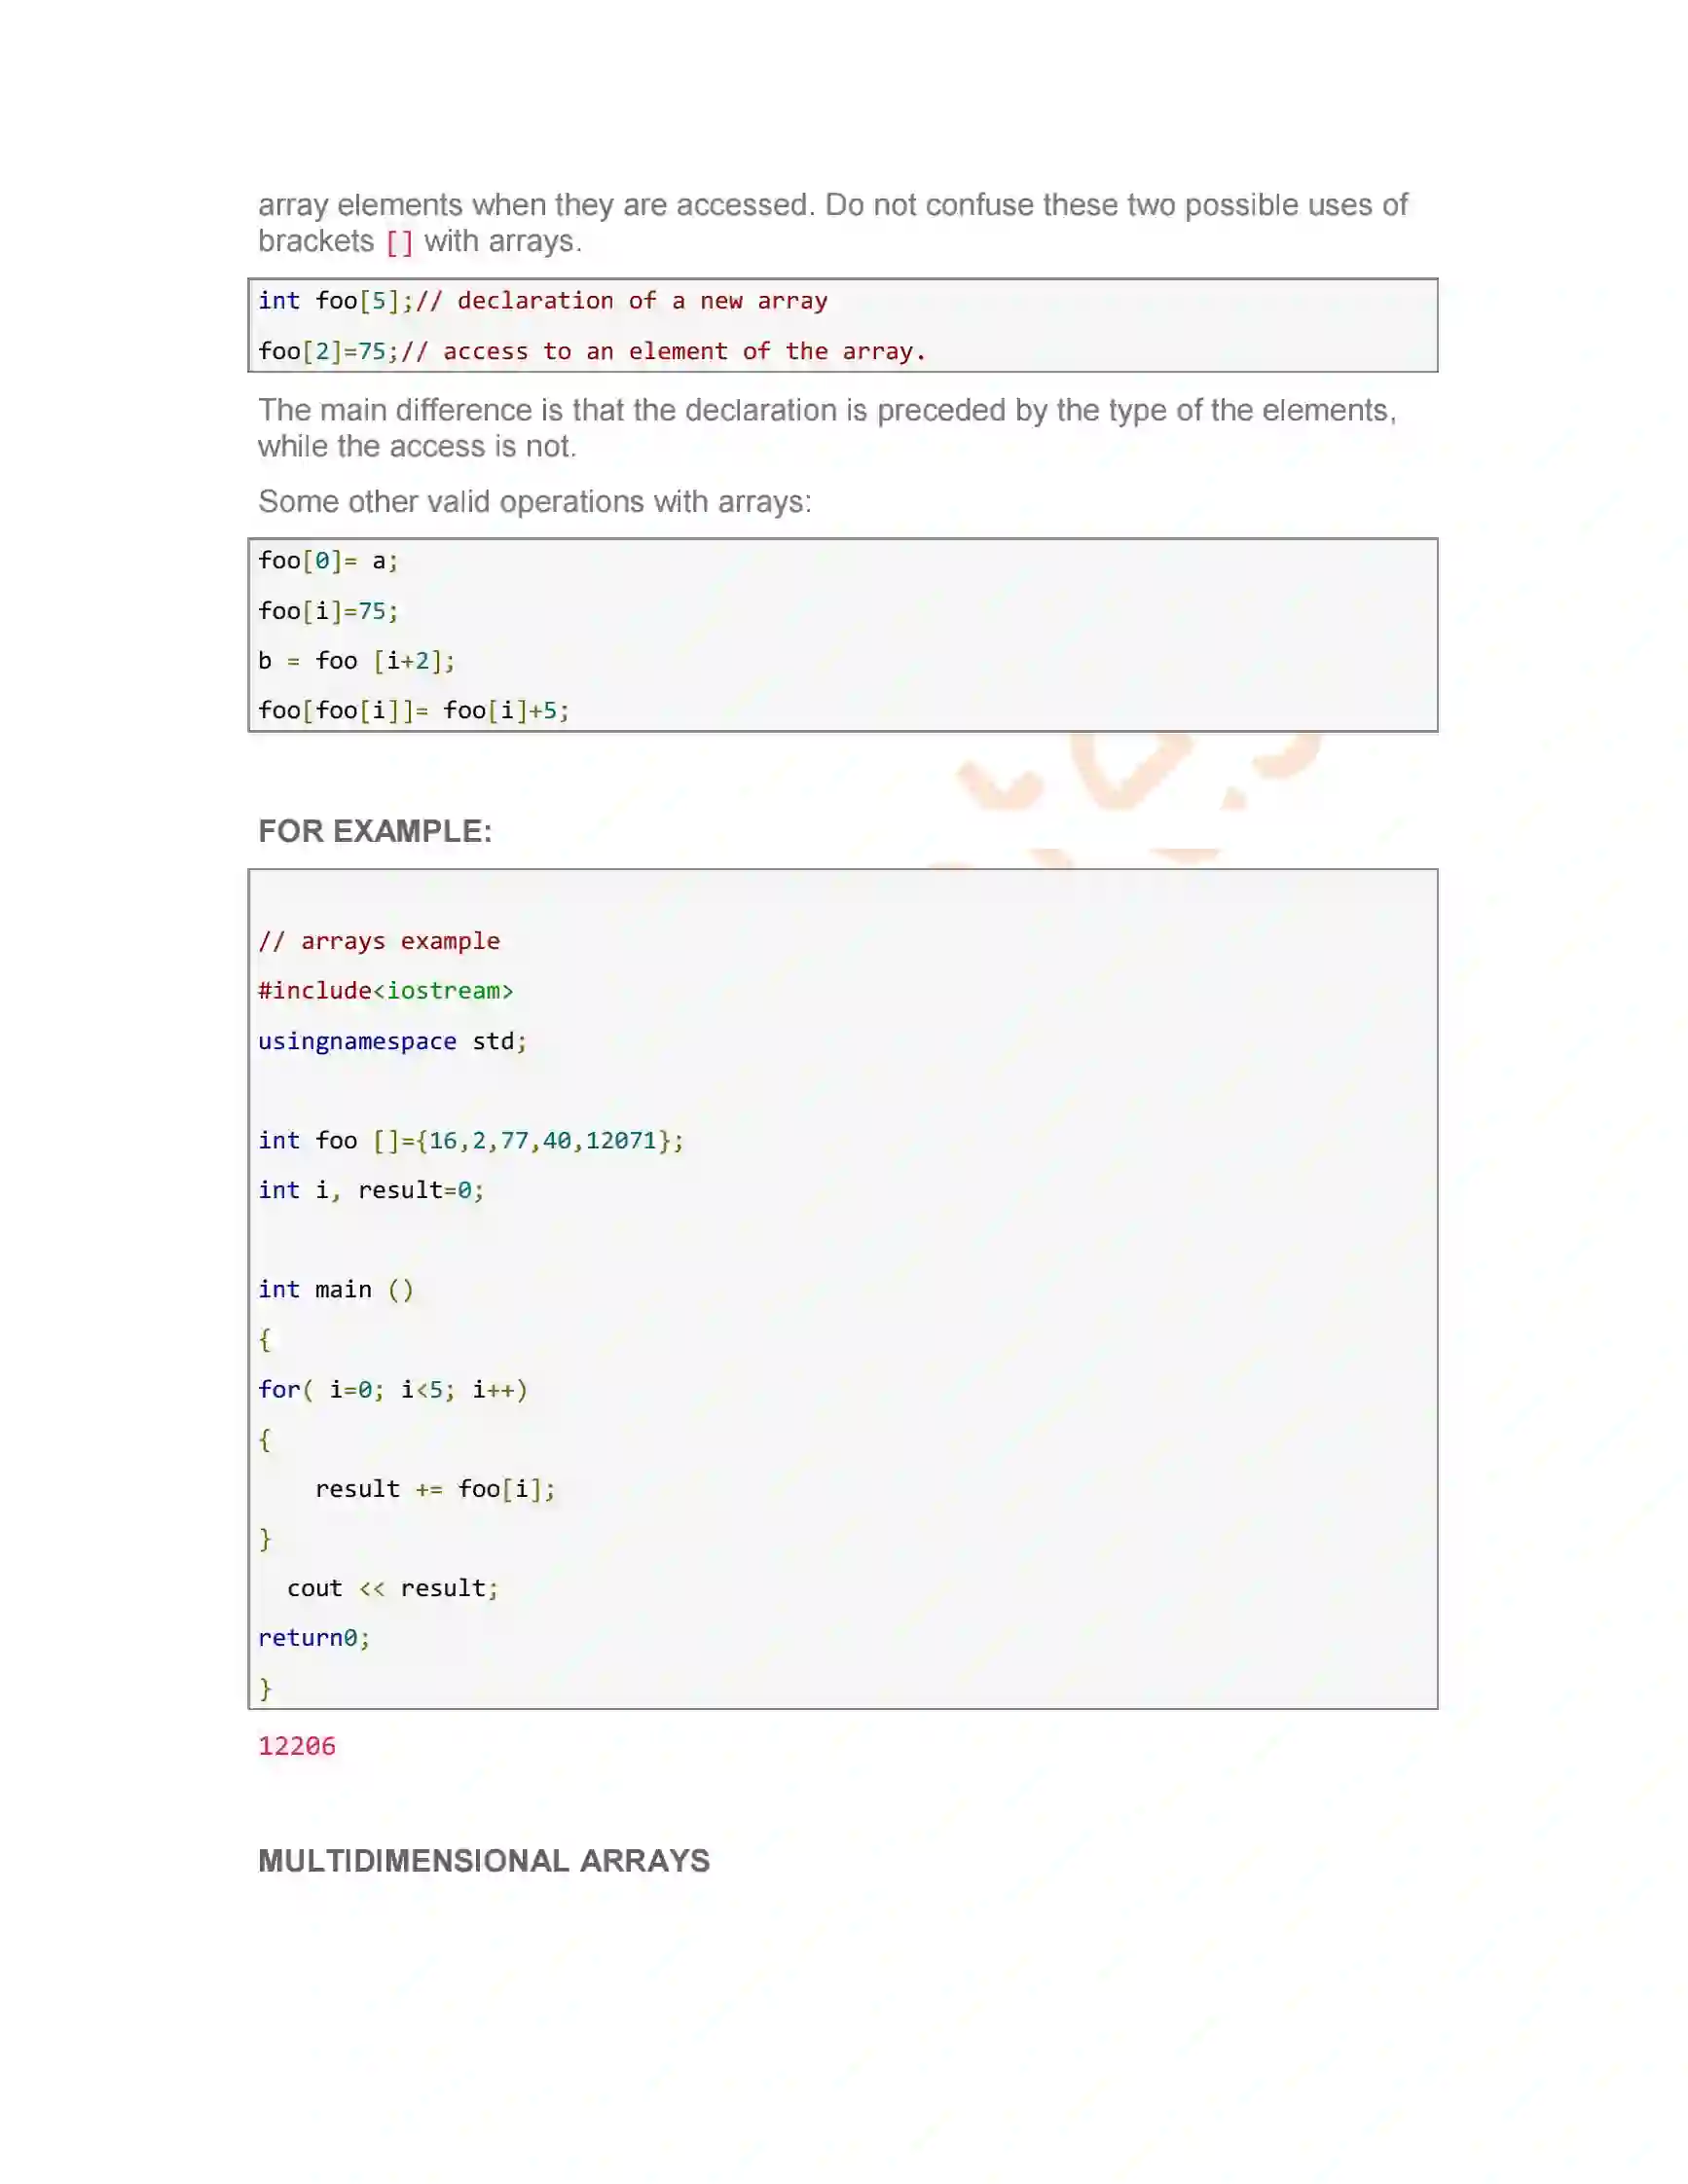 array elements when they are accessed. Do not confuse these two possible uses of
brackets [] with arrays.
int foo[5];// declaration of a new array
foo[2]=75;// access to an element of the array.
The main difference is that the declaration is preceded by the type of the elements,
while the access is not.
Some other valid operations with arrays:
foo[0]= a;
foo[i]=75;
b = foo [i+2];
foo[foo[i]]= foo[i]+5;
FOR EXAMPLE:
// arrays example
#include<iostream>
usingnamespace std;
int foo []={16,2,77,40,12071};
int i, result=0;
int main ()
{
for( i=0; i<5; i++)
{
    result += foo[i];
}
  cout << result;
return0;
}
12206
MULTIDIMENSIONAL ARRAYS